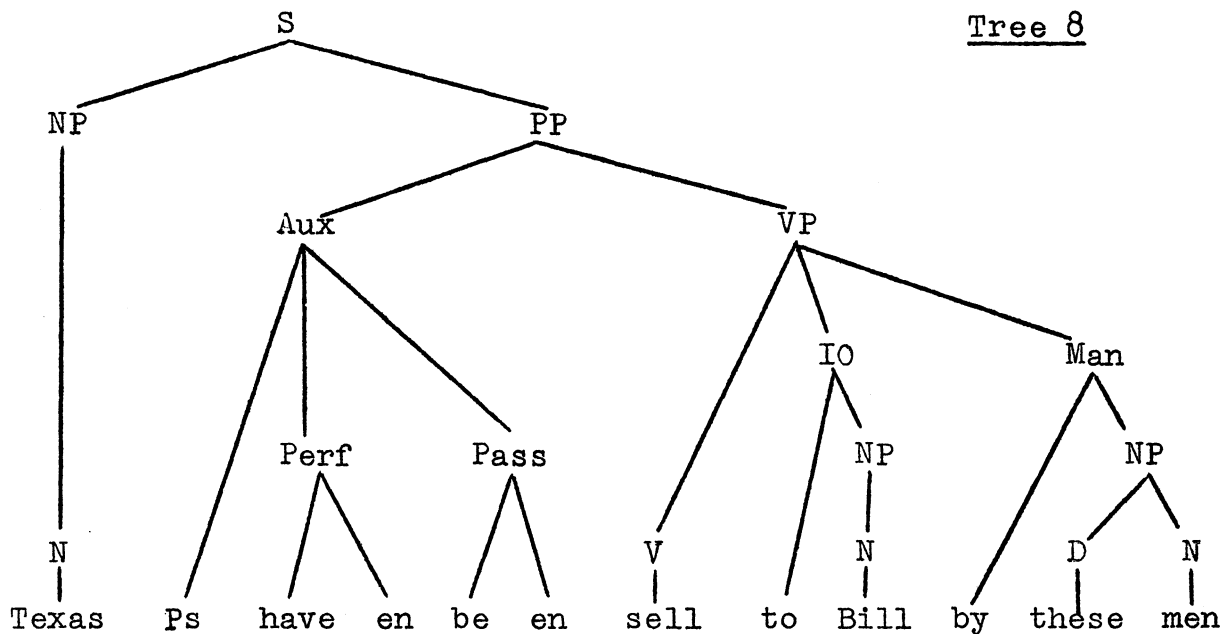 S
Tree 8
NP PP
Aux VP
IO Man
Perf Pass NP NP
N V N D N
Texas Ps have en be en sell to Bill by these men